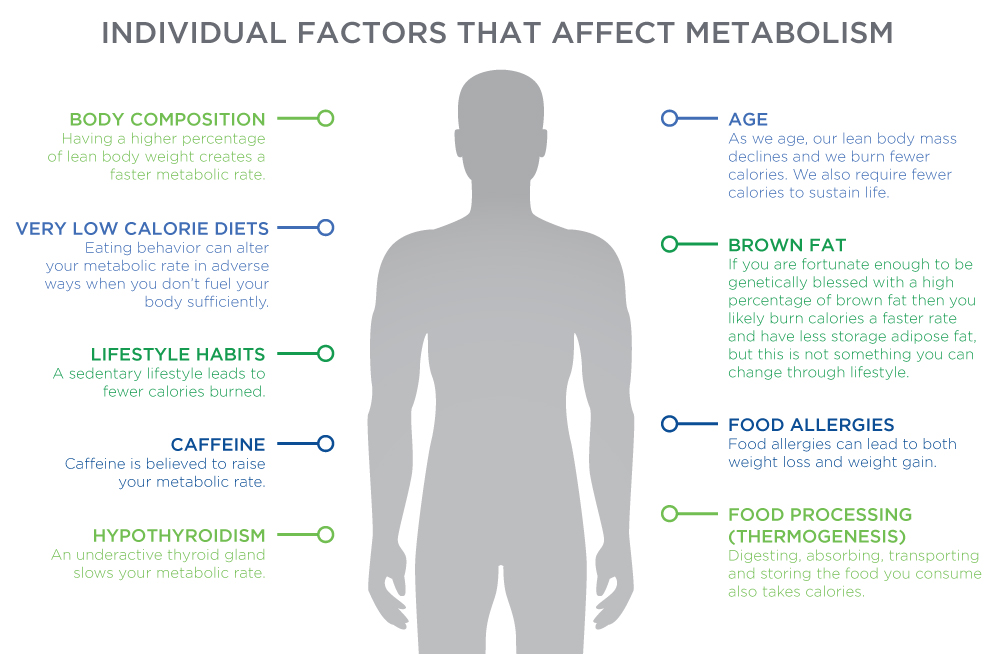 INDIVIDUAL FACTORS THAT AFFECT METABOLISM
BODY COMPOSITION
Having a higher percentage
of lean body weight creates a
faster metabolic rate.
VERY LOW CALORIE DIETS
Eating behavior can alter
your metabolic rate in adverse
ways when you don't fuel your
body sufficiently.
LIFESTYLE HABITS
A sedentary lifestyle leads to
fewer calories burned.
CAFFEINE
Caffeine is believed to raise
your metabolic rate.
HYPOTHYROIDISM
An underactive thyroid gland
slows your metabolic rate.
AGE
As we age, our lean body mass
declines and we burn fewer
calories. We also require fewer
calories to sustain life.
BROWN FAT
If you are fortunate enough to be
genetically blessed with a high
percentage of brown fat then you
likely burn calories a faster rate
and have less storage adipose fat,
but this is not something you can
change through lifestyle.
FOOD ALLERGIES
Food allergies can lead to both
weight loss and weight gain.
FOOD PROCESSING
(THERMOGENESIS)
Digesting, absorbing, transporting
and storing the food you consume
also takes calories.